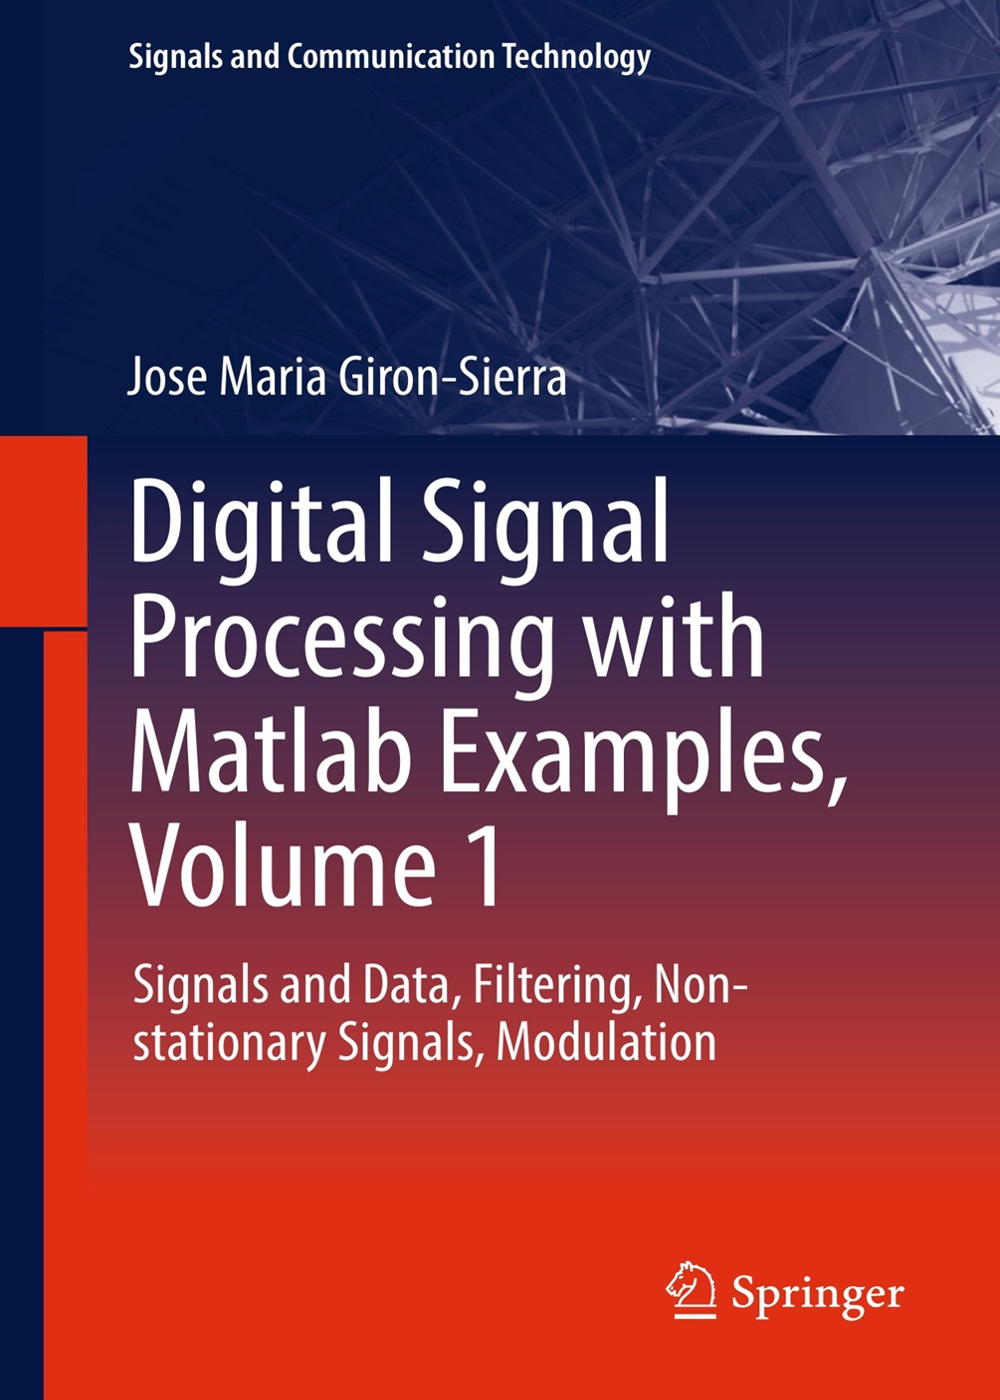 Signals and Communication Technology
Jose Maria Giron-Sierra
Digital Signal
Processing with
Matlab Examples,
Volume 1
Signals and Data, Filtering, Non-
stationary Signals, Modulation
Springer